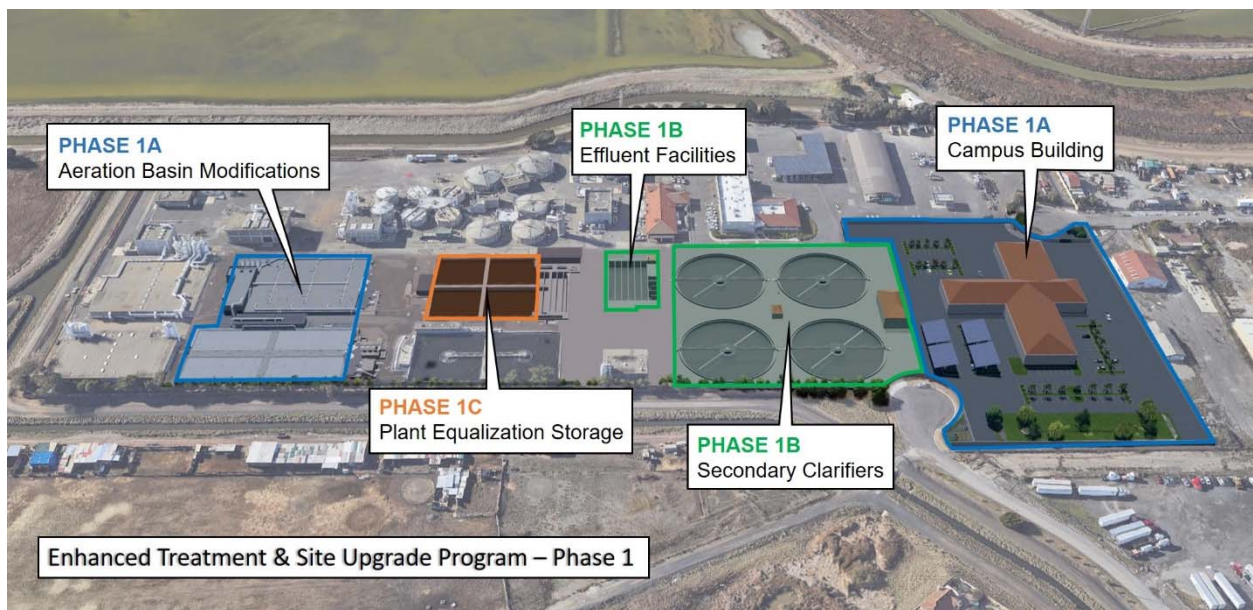 PHASE 1A
Aeration Basin Modifications
PHASE 1B
Effluent Facilities
PHASE 1A
Campus Building
PHASE 1C
Plant Equalization Storage
PHASE 1B
Secondary Clarifiers
Enhanced Treatment & Site Upgrade Program – Phase 1